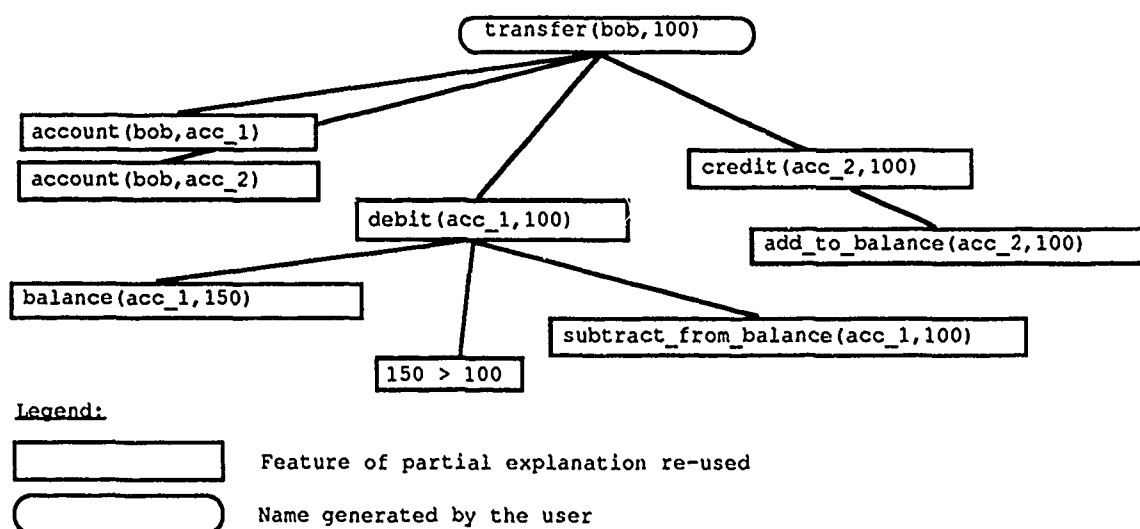 transfer(bob,100)
account(bob,acc_1)
account(bob,acc_2)
credit(acc_2,100)
debit(acc_1,100)
add_to_balance(acc_2,100)
balance(acc_1,150)
subtract_from_balance(acc_1,100)
150 > 100
Legend:
Feature of partial explanation re-used
Name generated by the user